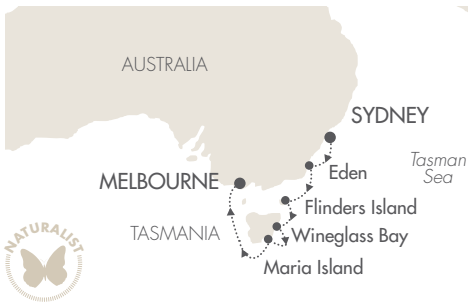 AUSTRALIA
SYDNEY
Tasman
Sea
Eden
MELBOURNE
Flinders Island
TASMANIA
Wineglass Bay
Maria Island
NATURALIST